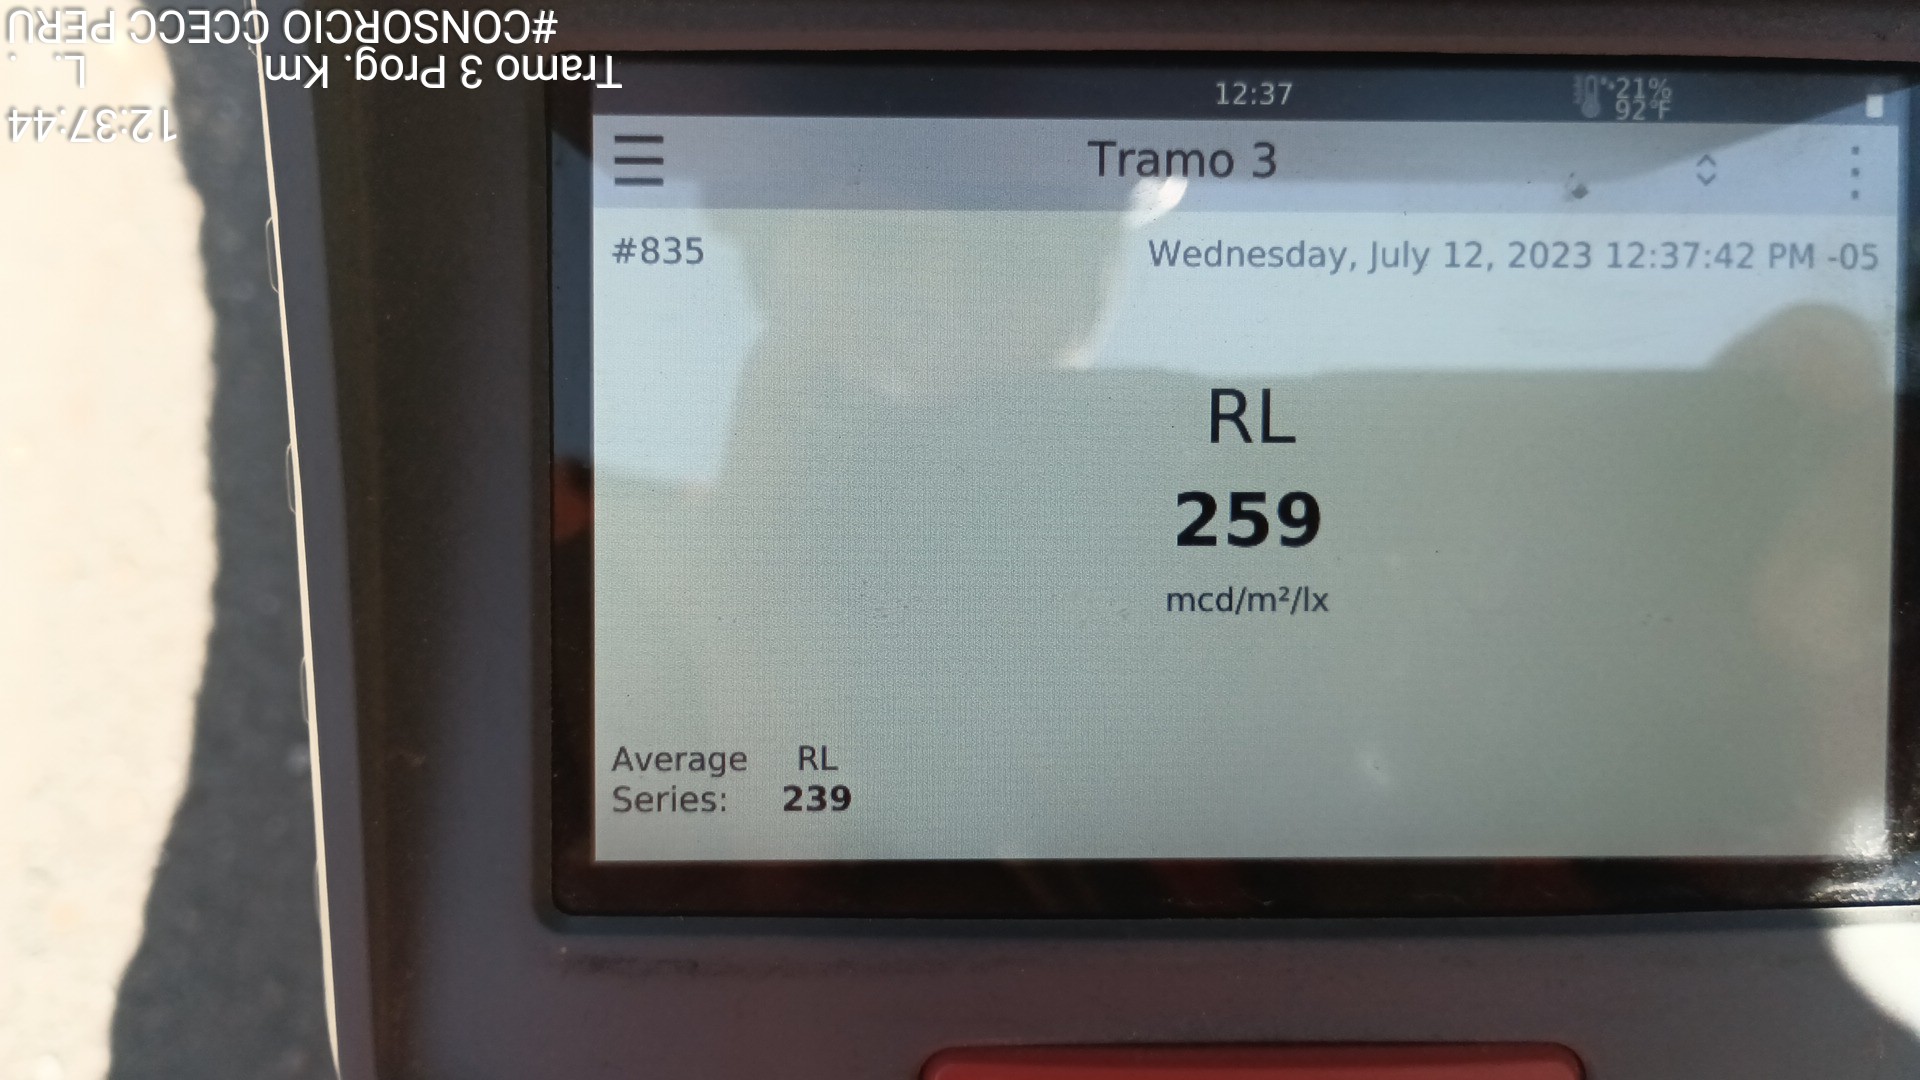 12:37
21%
92°F
Tramo 3
#835 Wednesday, July 12, 2023 12:37:42 PM -05
RL
259
mcd/m²/lx
Average RL
Series: 239
12:37:44
Tramo 3 Prog. Km L. .
#CONSORCIO CCECC PERU